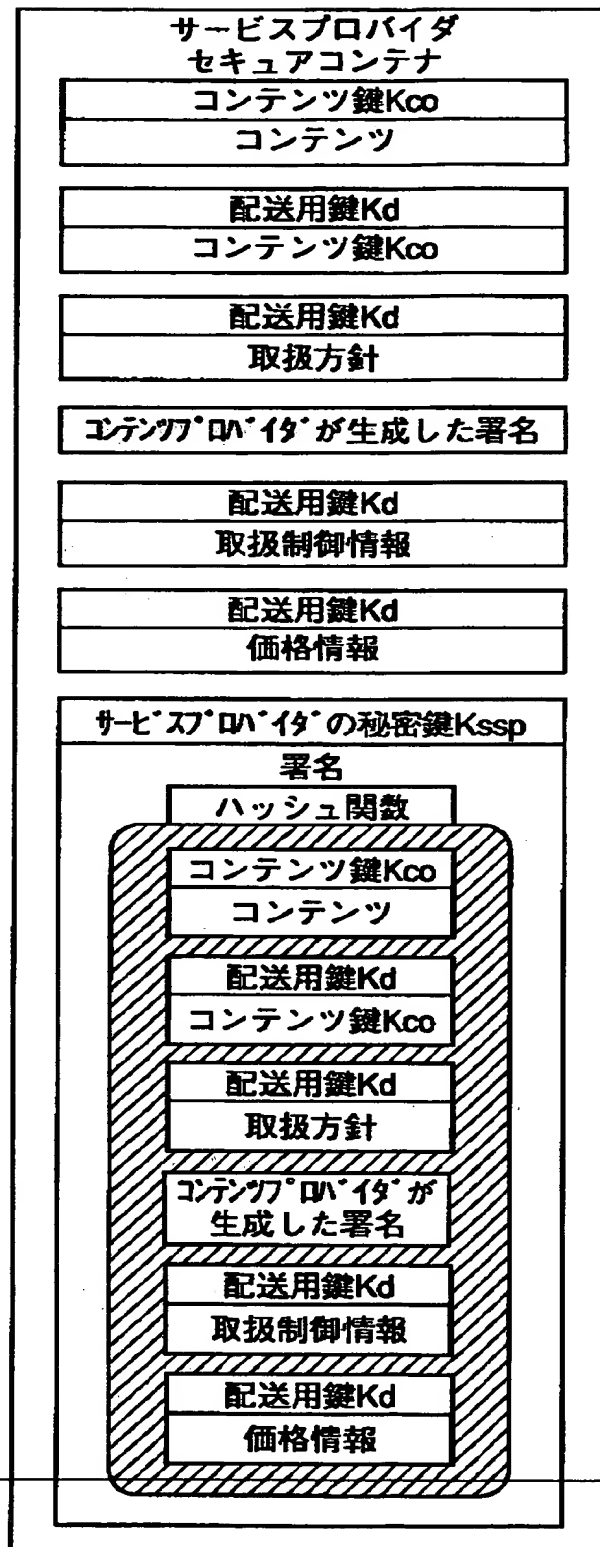 サービスプロバイダ
セキュアコンテナ
コンテンツ鍵Kco
コンテンツ
配送用鍵Kd
コンテンツ鍵Kco
配送用鍵Kd
取扱方針
コンテンツプロバイダが生成した署名
配送用鍵Kd
取扱制御情報
配送用鍵Kd
価格情報
サービスプロバイダの秘密鍵Kssp
署名
ハッシュ関数
コンテンツ鍵Kco
コンテンツ
配送用鍵Kd
コンテンツ鍵Kco
配送用鍵Kd
取扱方針
コンテンツプロバイダが
生成した署名
配送用鍵Kd
取扱制御情報
配送用鍵Kd
価格情報